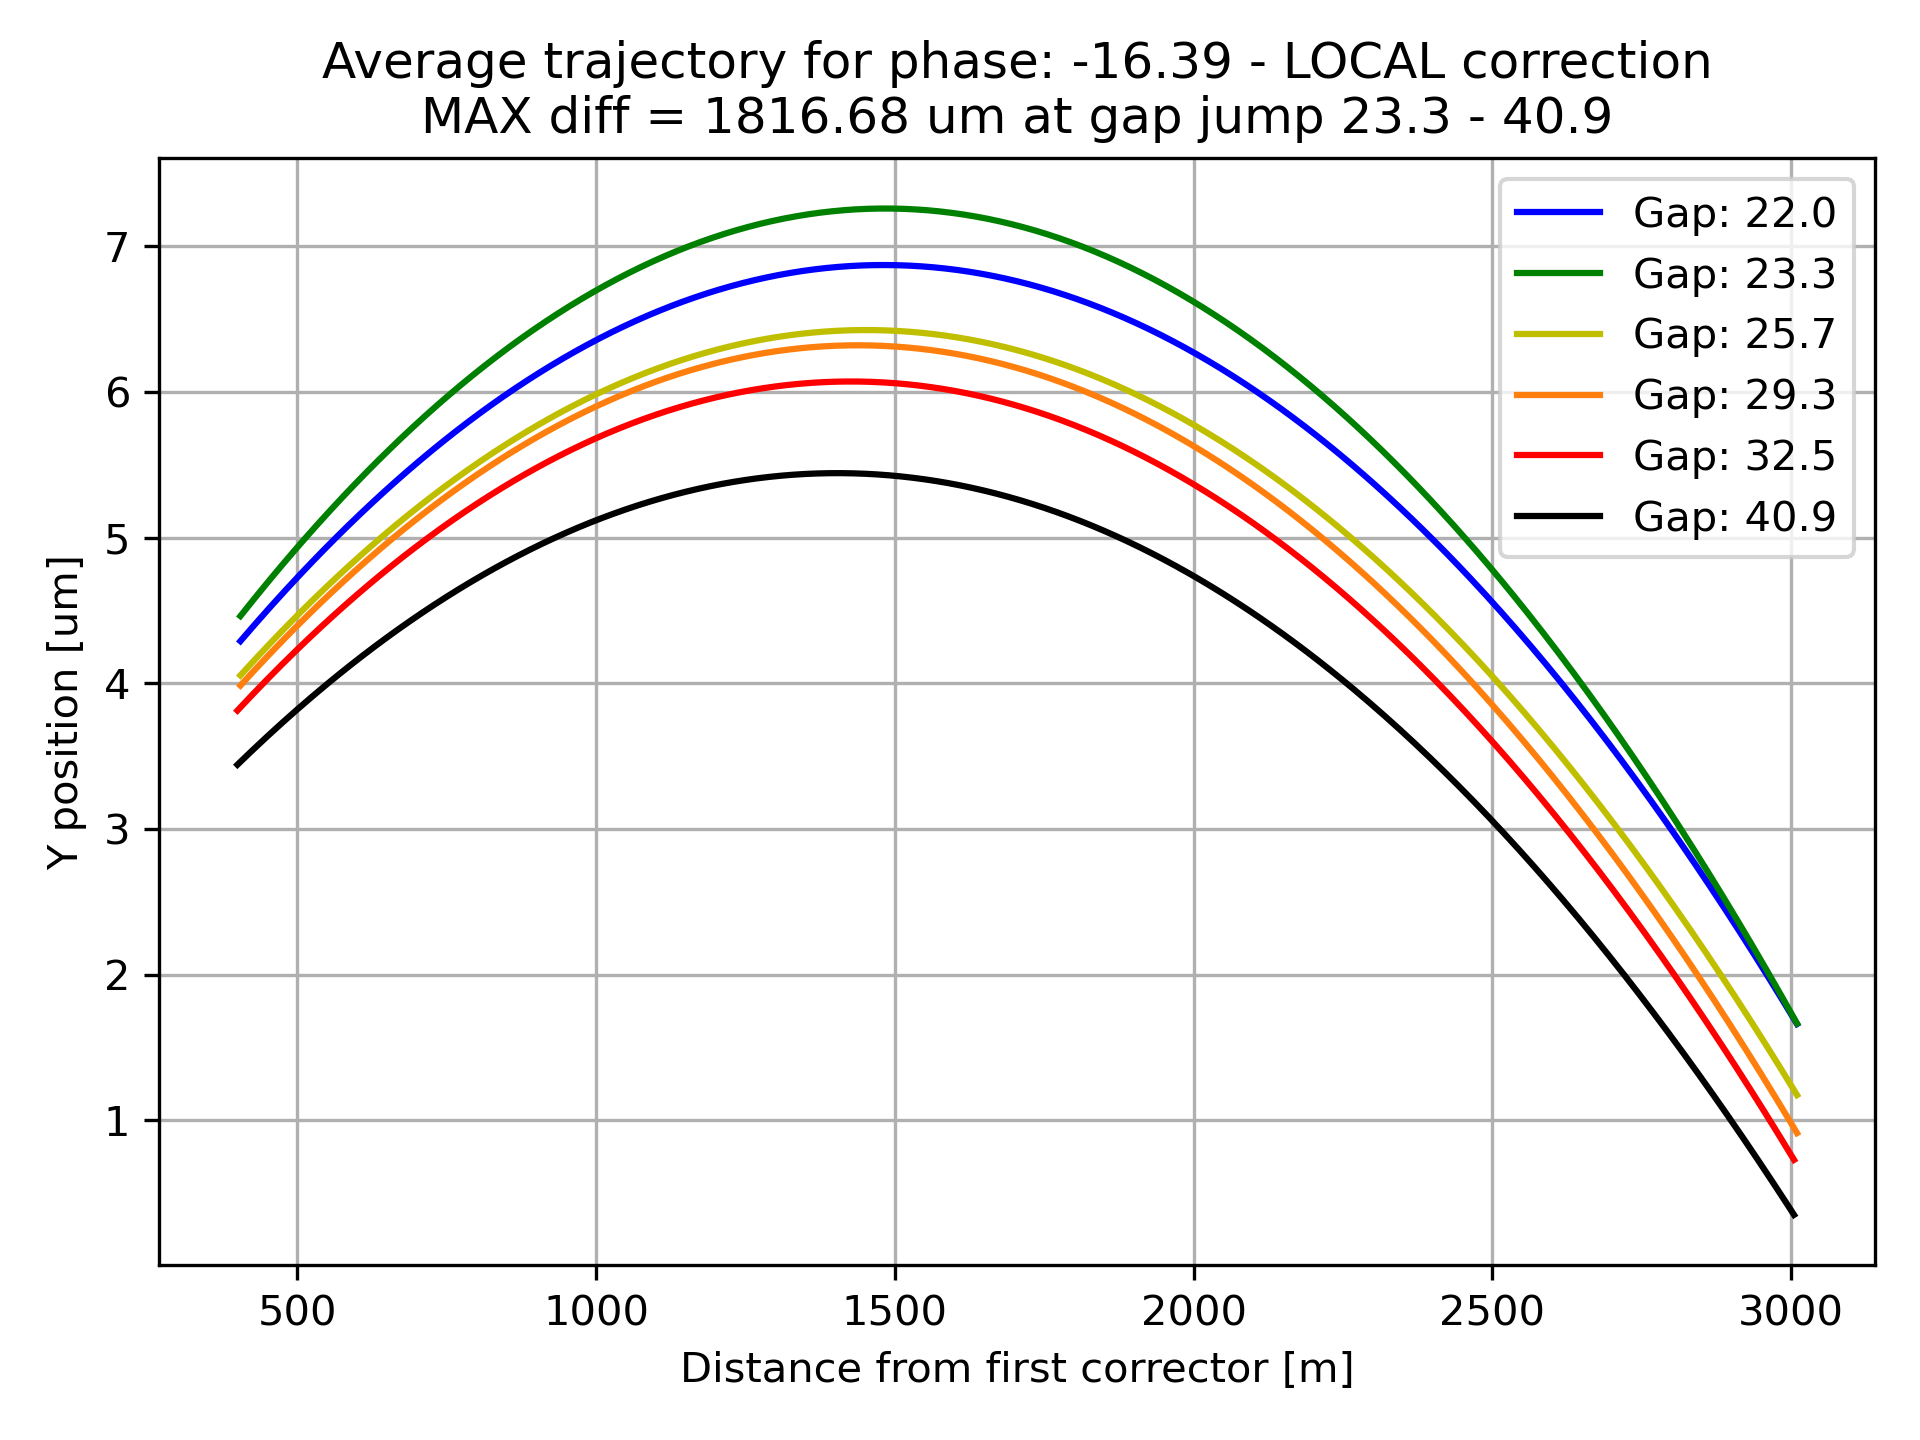 Average trajectory for phase: -16.39 - LOCAL correction
MAX diff = 1816.68 um at gap jump 23.3 - 40.9
Gap: 22.0
Gap: 23.3
Gap: 25.7
Gap: 29.3
Gap: 32.5
Gap: 40.9
Y position [um]
7
6
5
4
3
2
1
500 1000 1500 2000 2500 3000
Distance from first corrector [m]